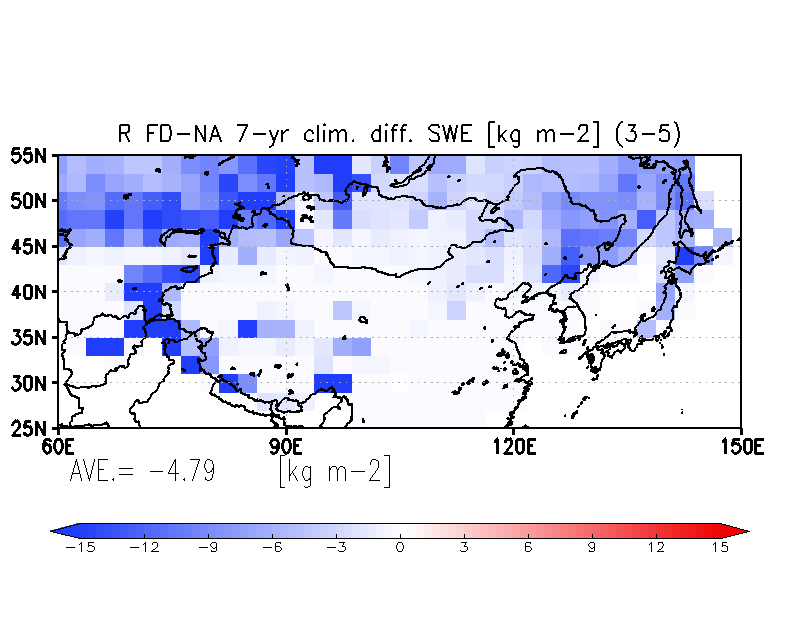 R FD-NA 7-yr clim. diff. SWE [kg m-2] (3-5)
55N
50N
45N
40N
35N
30N
25N
60E 90E 120E 150E
AVE.= -4.79 [kg m-2]
-15 -12 -9 -6 -3 0 3 6 9 12 15